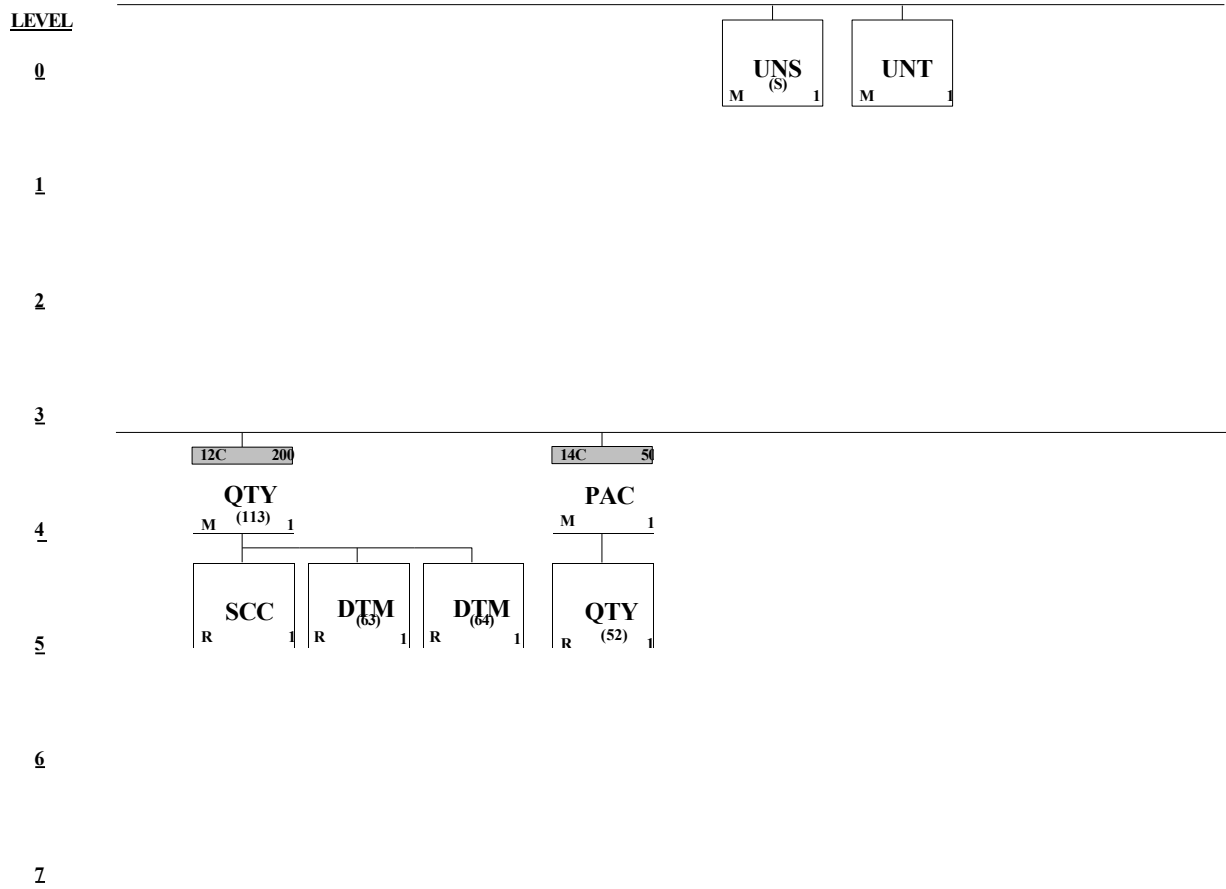 LEVEL
0
UNS
(S)
M 1
UNT
M 1
1
2
3
12C 200
QTY
(113)
M 1
14C 50
PAC
M 1
4
SCC
R 1
DTM
(63)
R 1
DTM
(64)
R 1
QTY
(52)
R 1
5
6
7